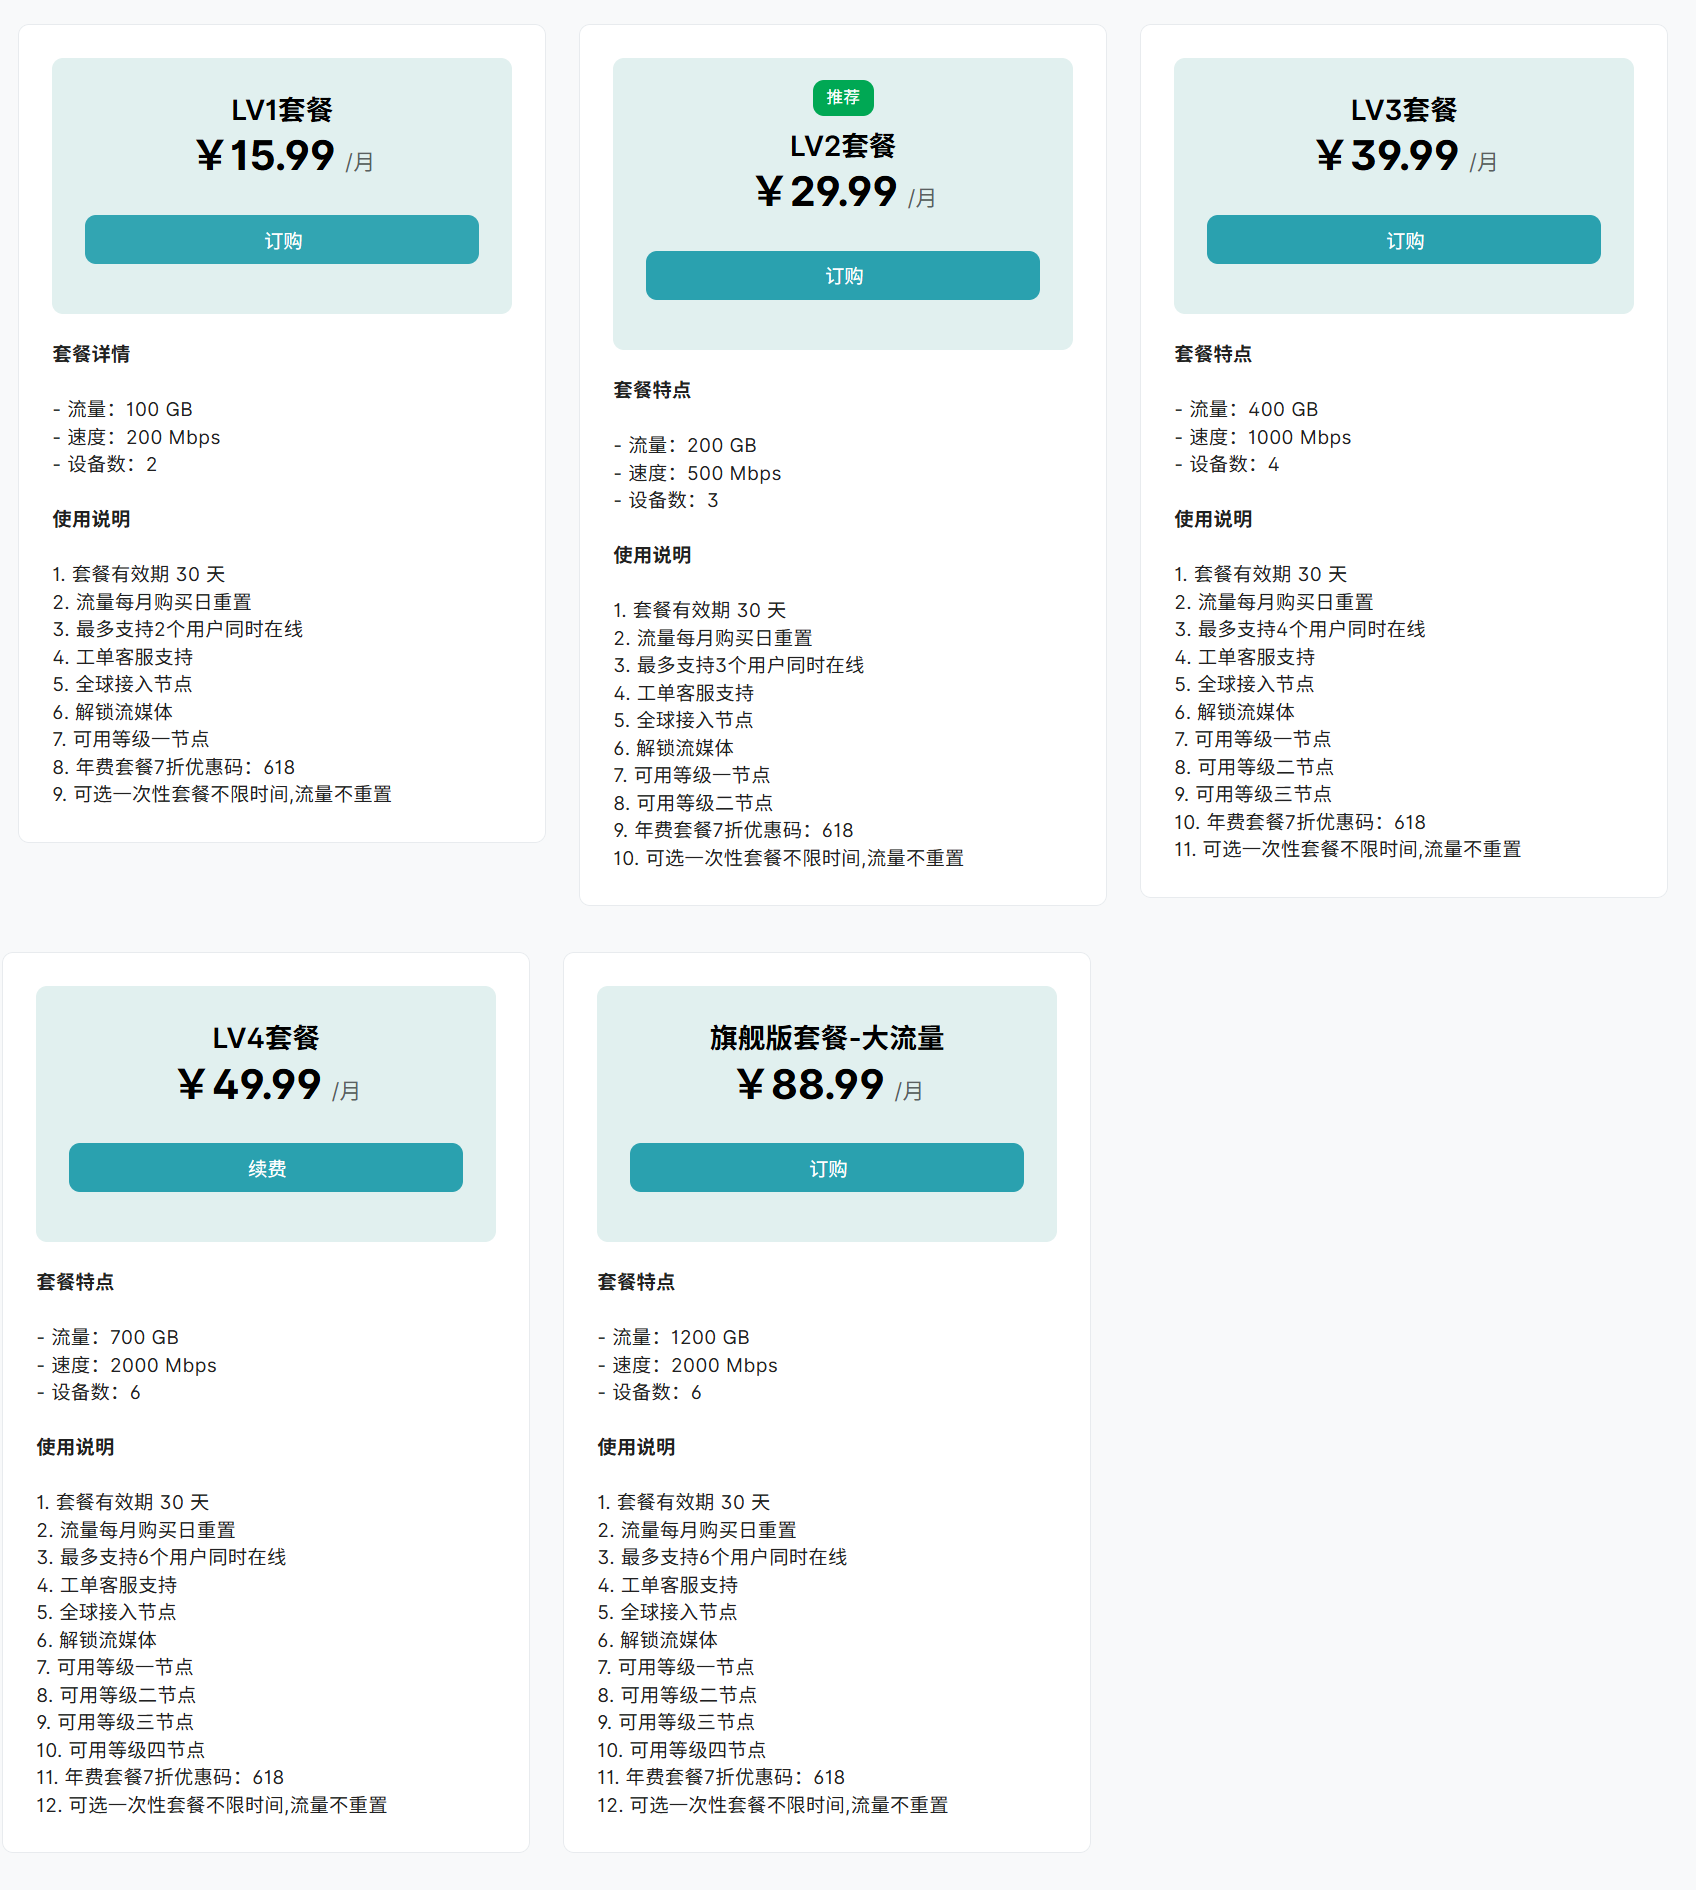 LV1套餐
￥15.99 /月
订购
套餐详情
- 流量：100 GB
- 速度：200 Mbps
- 设备数：2
使用说明
1. 套餐有效期 30 天
2. 流量每月购买日重置
3. 最多支持2个用户同时在线
4. 工单客服支持
5. 全球接入节点
6. 解锁流媒体
7. 可用等级一节点
8. 年费套餐7折优惠码：618
9. 可选一次性套餐不限时间,流量不重置
推荐
LV2套餐
￥29.99 /月
订购
套餐特点
- 流量：200 GB
- 速度：500 Mbps
- 设备数：3
使用说明
1. 套餐有效期 30 天
2. 流量每月购买日重置
3. 最多支持3个用户同时在线
4. 工单客服支持
5. 全球接入节点
6. 解锁流媒体
7. 可用等级一节点
8. 可用等级二节点
9. 年费套餐7折优惠码：618
10. 可选一次性套餐不限时间,流量不重置
LV3套餐
￥39.99 /月
订购
套餐特点
- 流量：400 GB
- 速度：1000 Mbps
- 设备数：4
使用说明
1. 套餐有效期 30 天
2. 流量每月购买日重置
3. 最多支持4个用户同时在线
4. 工单客服支持
5. 全球接入节点
6. 解锁流媒体
7. 可用等级一节点
8. 可用等级二节点
9. 可用等级三节点
10. 年费套餐7折优惠码：618
11. 可选一次性套餐不限时间,流量不重置
LV4套餐
￥49.99 /月
续费
套餐特点
- 流量：700 GB
- 速度：2000 Mbps
- 设备数：6
使用说明
1. 套餐有效期 30 天
2. 流量每月购买日重置
3. 最多支持6个用户同时在线
4. 工单客服支持
5. 全球接入节点
6. 解锁流媒体
7. 可用等级一节点
8. 可用等级二节点
9. 可用等级三节点
10. 可用等级四节点
11. 年费套餐7折优惠码：618
12. 可选一次性套餐不限时间,流量不重置
旗舰版套餐-大流量
￥88.99 /月
订购
套餐特点
- 流量：1200 GB
- 速度：2000 Mbps
- 设备数：6
使用说明
1. 套餐有效期 30 天
2. 流量每月购买日重置
3. 最多支持6个用户同时在线
4. 工单客服支持
5. 全球接入节点
6. 解锁流媒体
7. 可用等级一节点
8. 可用等级二节点
9. 可用等级三节点
10. 可用等级四节点
11. 年费套餐7折优惠码：618
12. 可选一次性套餐不限时间,流量不重置